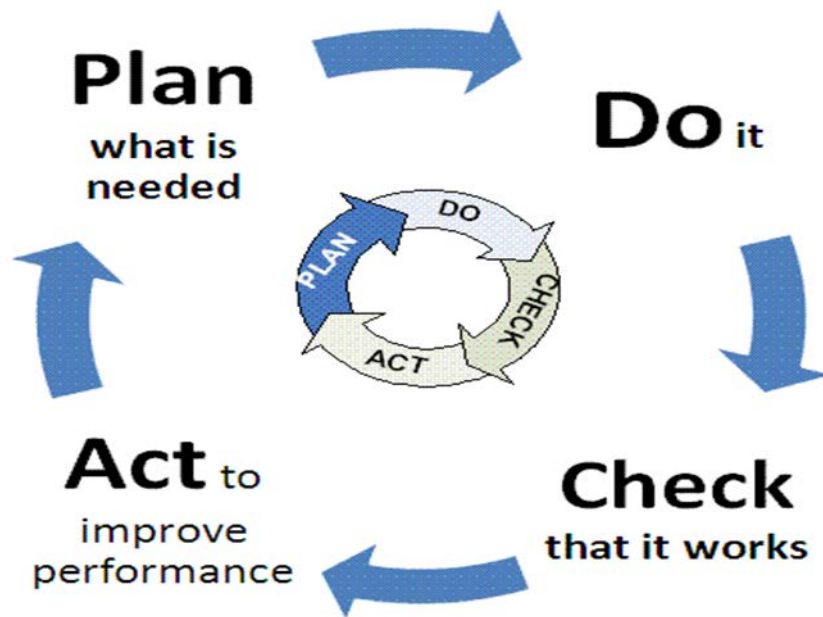 Plan
what is
needed
Do it
PLAN
DO
CHECK
ACT
Check
that it works
Act to
improve
performance